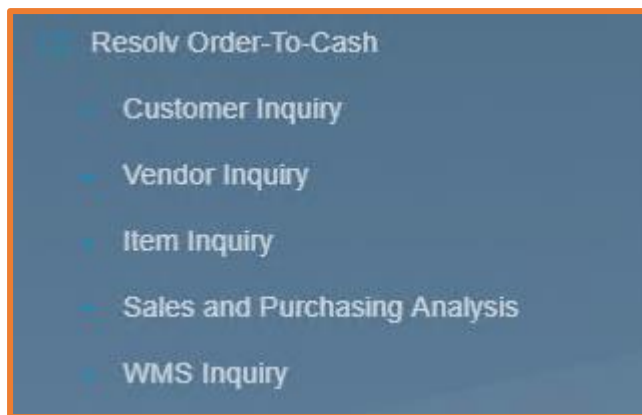 Resolv Order-To-Cash
Customer Inquiry
Vendor Inquiry
Item Inquiry
Sales and Purchasing Analysis
WMS Inquiry